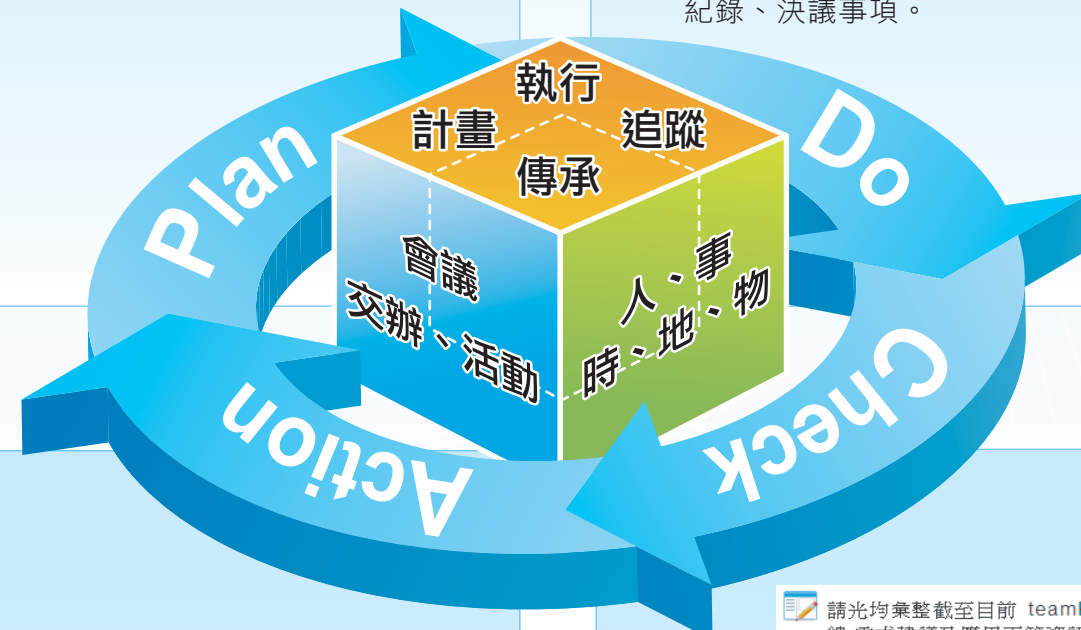 紀錄、決議事項。
執行
計畫 追蹤
傳承
Plan
Do
會議
交辦、活動
人、事
時、地、物
Check
Action
請光均彙整截至目前 teaml